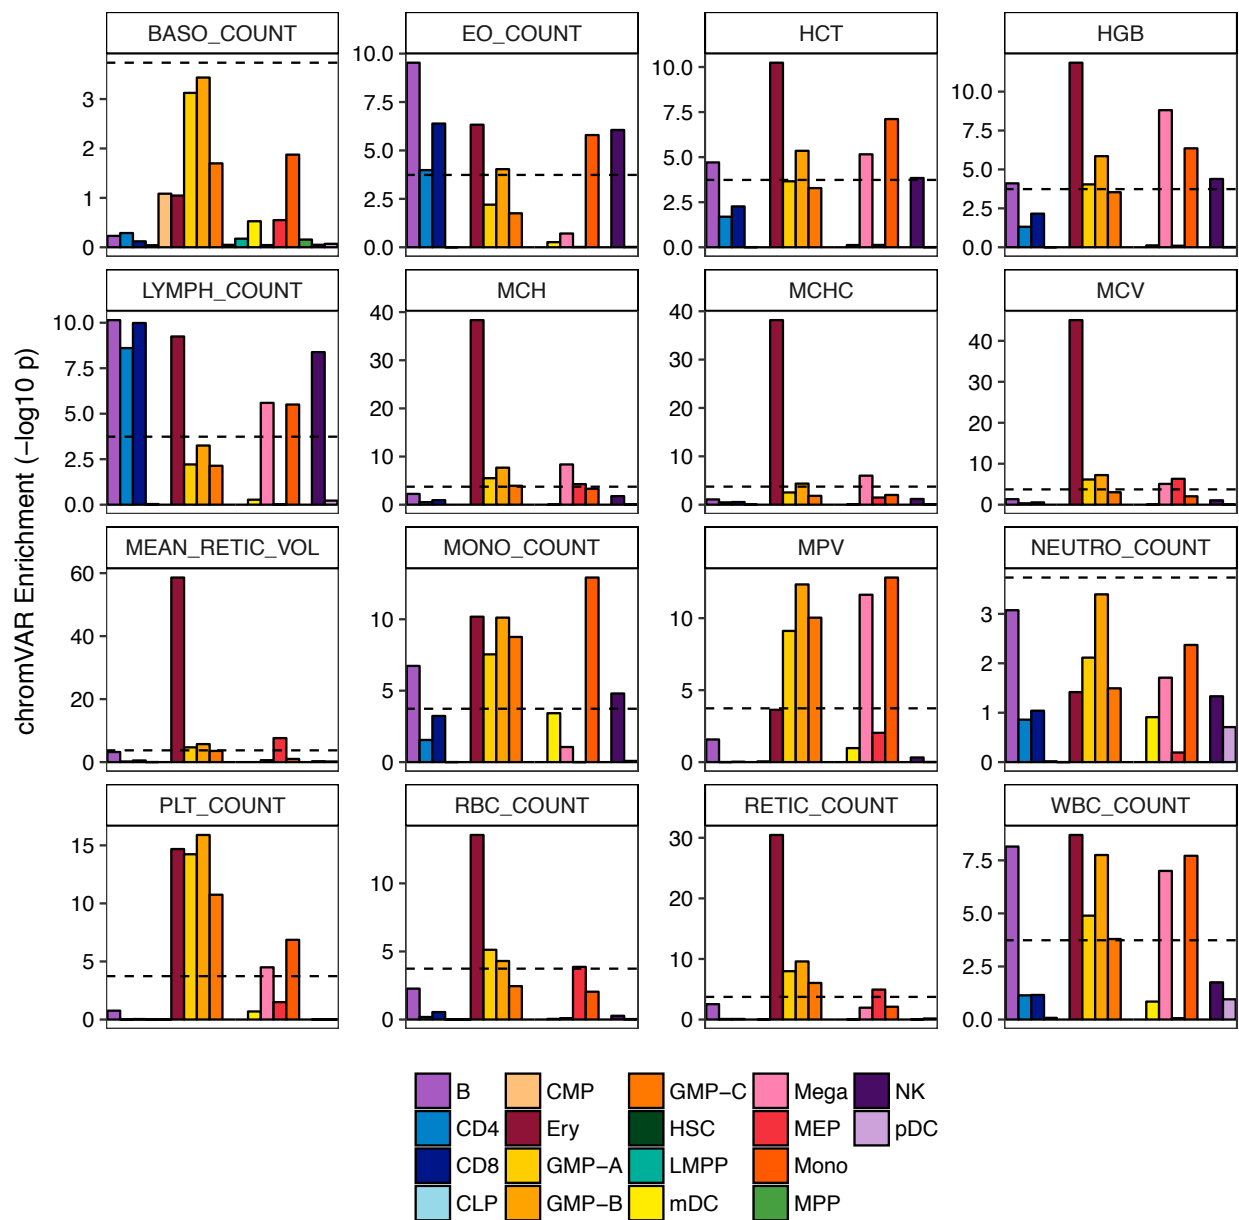 BASO_COUNT EO_COUNT HCT HGB
3 2 1 0
10.0 7.5 5.0 2.5 0.0
10.0 7.5 5.0 2.5 0.0
10.0 7.5 5.0 2.5 0.0
LYMPH_COUNT MCH MCHC MCV
10.0 7.5 5.0 2.5 0.0
40 30 20 10 0
40 30 20 10 0
40 30 20 10 0
MEAN_RETIC_VOL MONO_COUNT MPV NEUTRO_COUNT
60 40 20 0
10 5 0
10 5 0
3 2 1 0
PLT_COUNT RBC_COUNT RETIC_COUNT WBC_COUNT
15 10 5 0
10 5 0
30 20 10 0
7.5 5.0 2.5 0.0
chromVAR Enrichment (−log10 p)
B CMP GMP−C Mega NK
CD4 Ery HSC MEP pDC
CD8 GMP−A LMPP Mono
CLP GMP−B mDC MPP